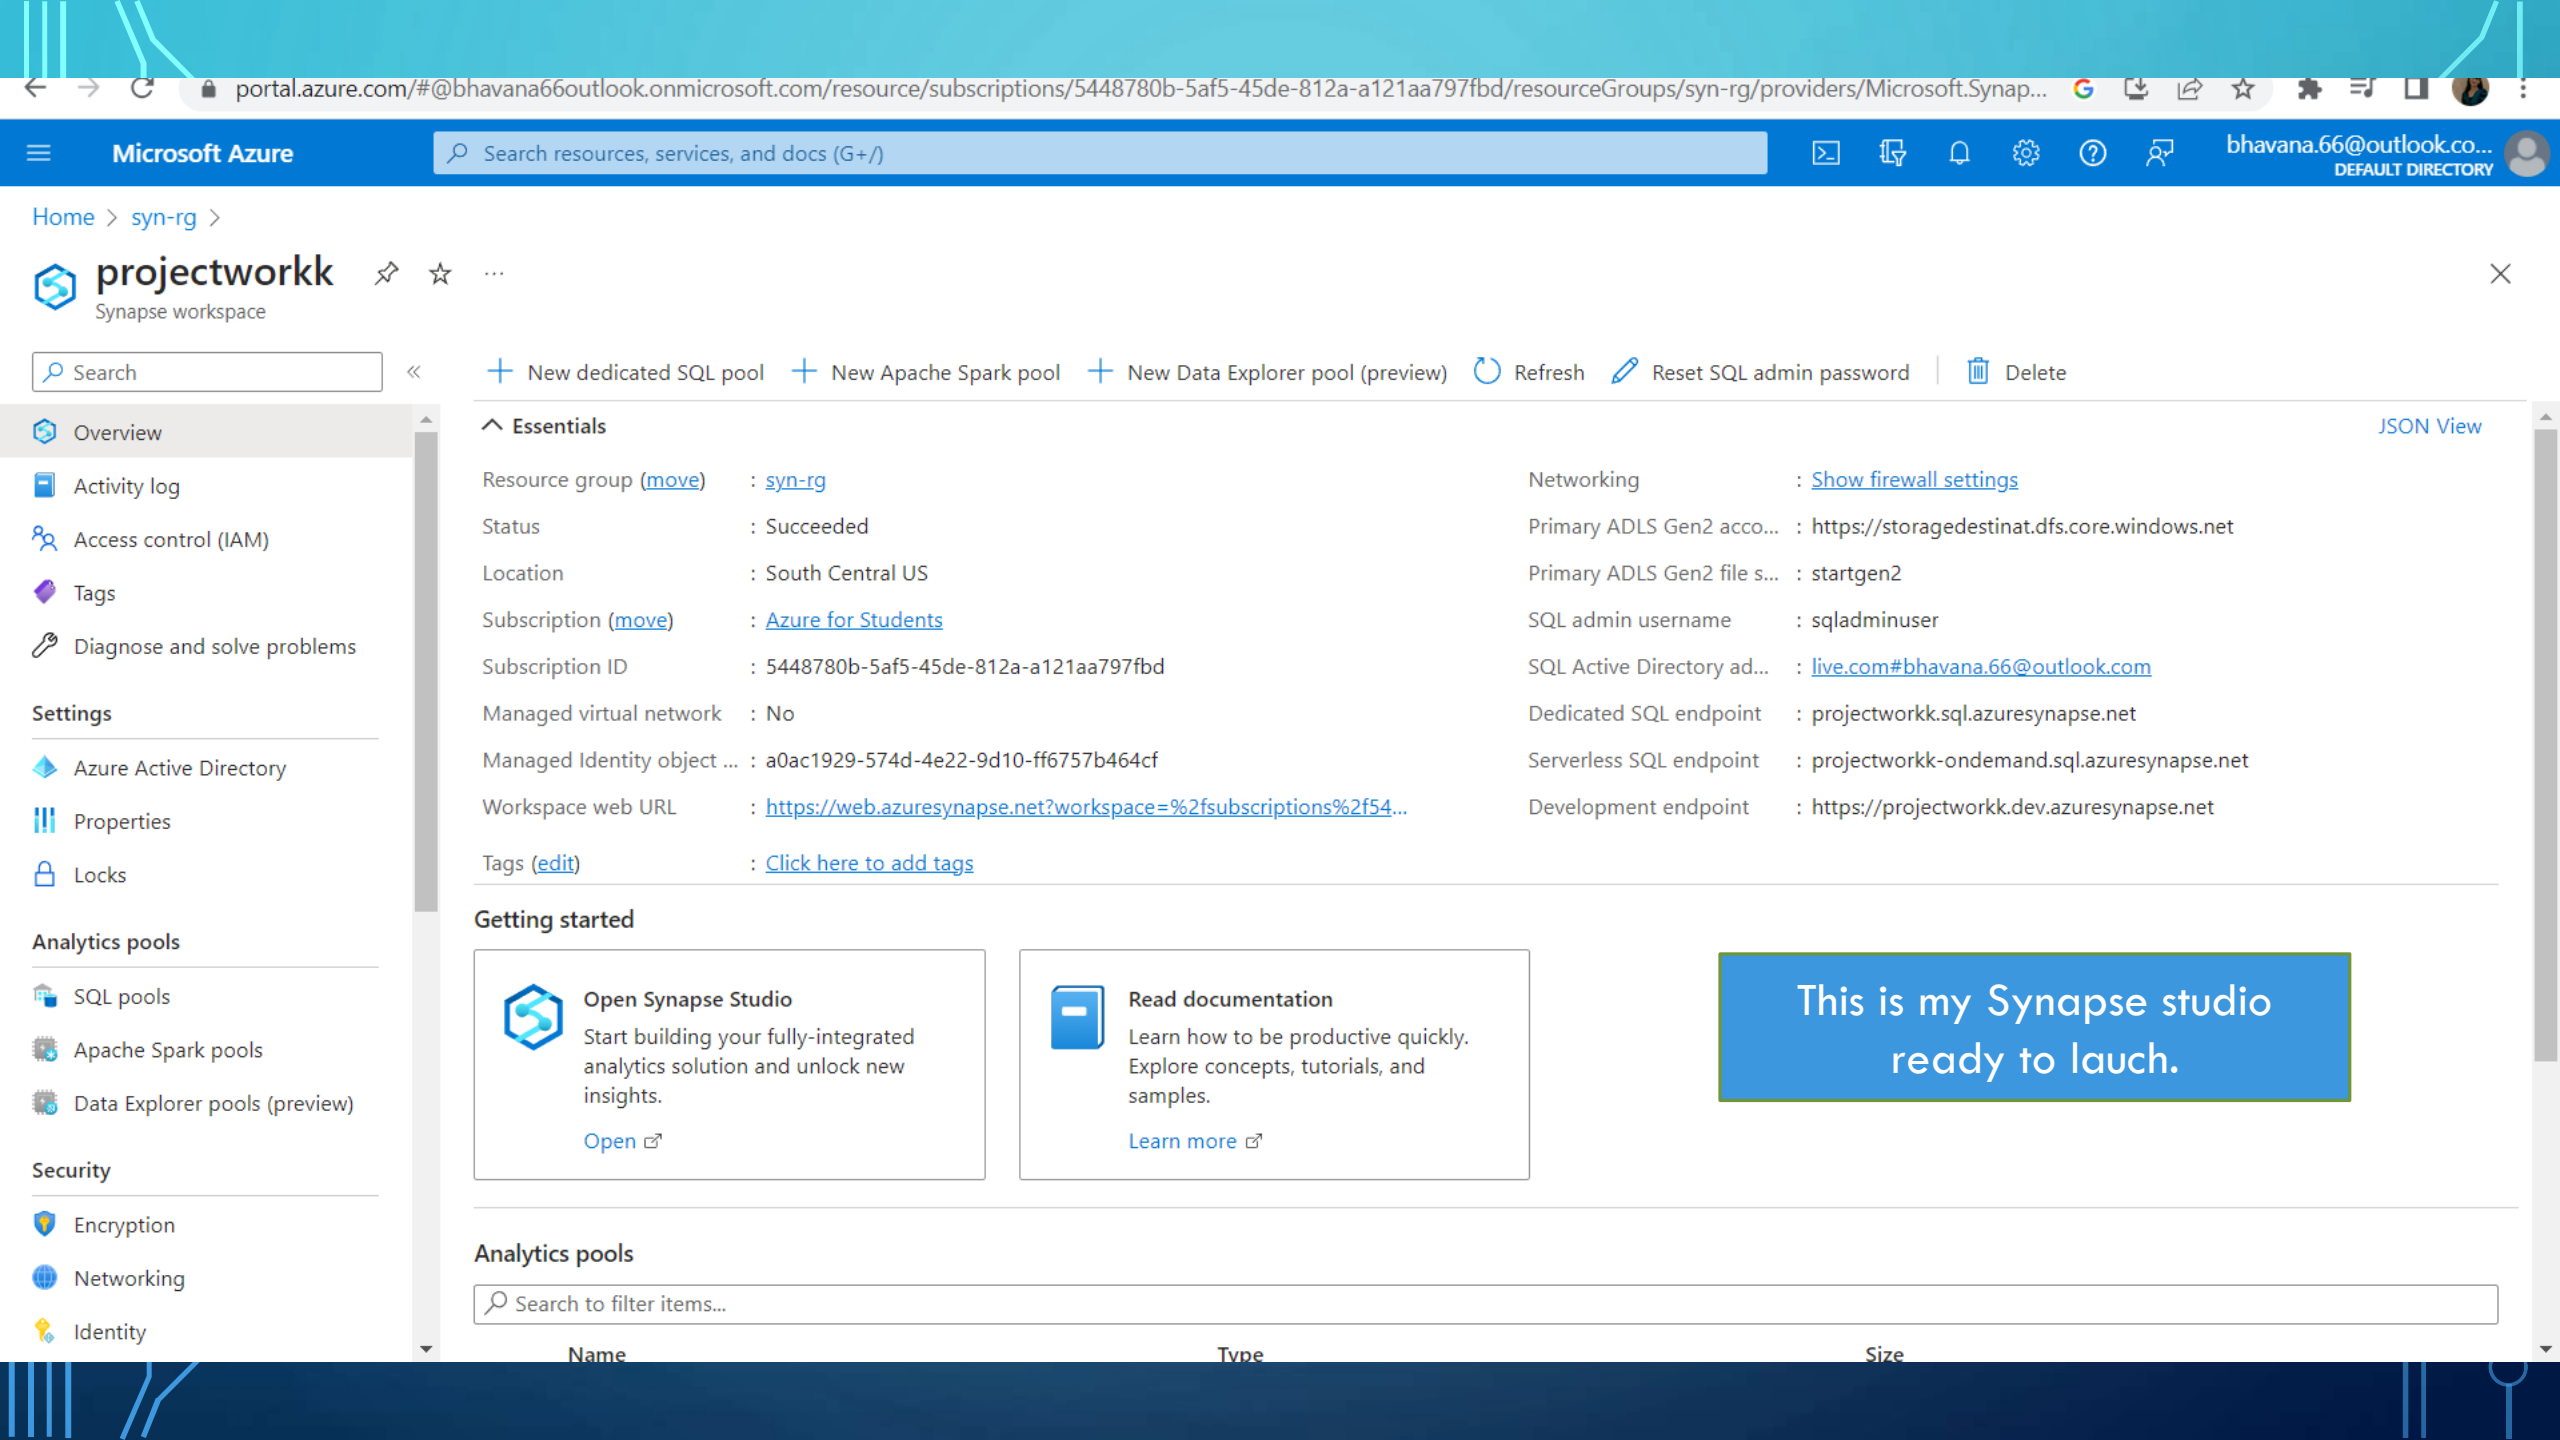 portal.azure.com/#@bhavana66outlook.onmicrosoft.com/resource/subscriptions/5448780b-5af5-45de-812a-a121aa797fbd/resourceGroups/syn-rg/providers/Microsoft.Synap...
Microsoft Azure
Search resources, services, and docs (G+/)
bhavana.66@outlook.co...
DEFAULT DIRECTORY
Home > syn-rg >
projectworkk
...
Synapse workspace
Search
«
New dedicated SQL pool
New Apache Spark pool
New Data Explorer pool (preview)
Refresh
Reset SQL admin password
Delete
Overview
Activity log
Access control (IAM)
Tags
Diagnose and solve problems
Settings
Azure Active Directory
Properties
Locks
Analytics pools
SQL pools
Apache Spark pools
Data Explorer pools (preview)
Security
Encryption
Networking
Identity
Essentials
JSON View
Resource group (move) : syn-rg
Status : Succeeded
Location : South Central US
Subscription (move) : Azure for Students
Subscription ID : 5448780b-5af5-45de-812a-a121aa797fbd
Managed virtual network : No
Managed Identity object ... : a0ac1929-574d-4e22-9d10-ff6757b464cf
Workspace web URL : https://web.azuresynapse.net?workspace=%2fsubscriptions%2f54...
Tags (edit) : Click here to add tags
Networking : Show firewall settings
Primary ADLS Gen2 acco... : https://storagedestinat.dfs.core.windows.net
Primary ADLS Gen2 file s... : startgen2
SQL admin username : sqladminuser
SQL Active Directory ad... : live.com#bhavana.66@outlook.com
Dedicated SQL endpoint : projectworkk.sql.azuresynapse.net
Serverless SQL endpoint : projectworkk-ondemand.sql.azuresynapse.net
Development endpoint : https://projectworkk.dev.azuresynapse.net
Getting started
Open Synapse Studio
Start building your fully-integrated
analytics solution and unlock new
insights.
Open
Read documentation
Learn how to be productive quickly.
Explore concepts, tutorials, and
samples.
Learn more
This is my Synapse studio
ready to lauch.
Analytics pools
Search to filter items...
Name
Type
Size